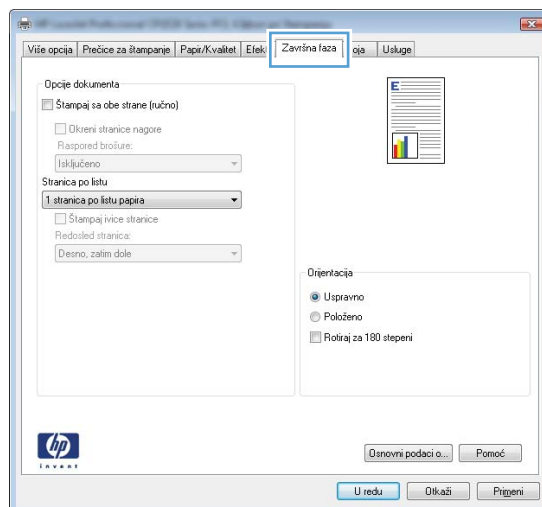 Više opcija Prečice za štampanje Papir/Kvalitet Efek Završna faza oja Usluge
Opcije dokumenta
Štampaj sa obe strane (ručno)
Okreni stranice nagore
Raspored brošure:
Isključeno
Stranica po listu
1 stranica po listu papira
Štampaj ivice stranice
Redosled stranica:
Desno, zatim dole
E
Orijentacija
Uspravno
Položeno
Rotiraj za 180 stepeni
hp
invent
Osnovni podaci o... Pomoć
U redu Otkaži Primeni